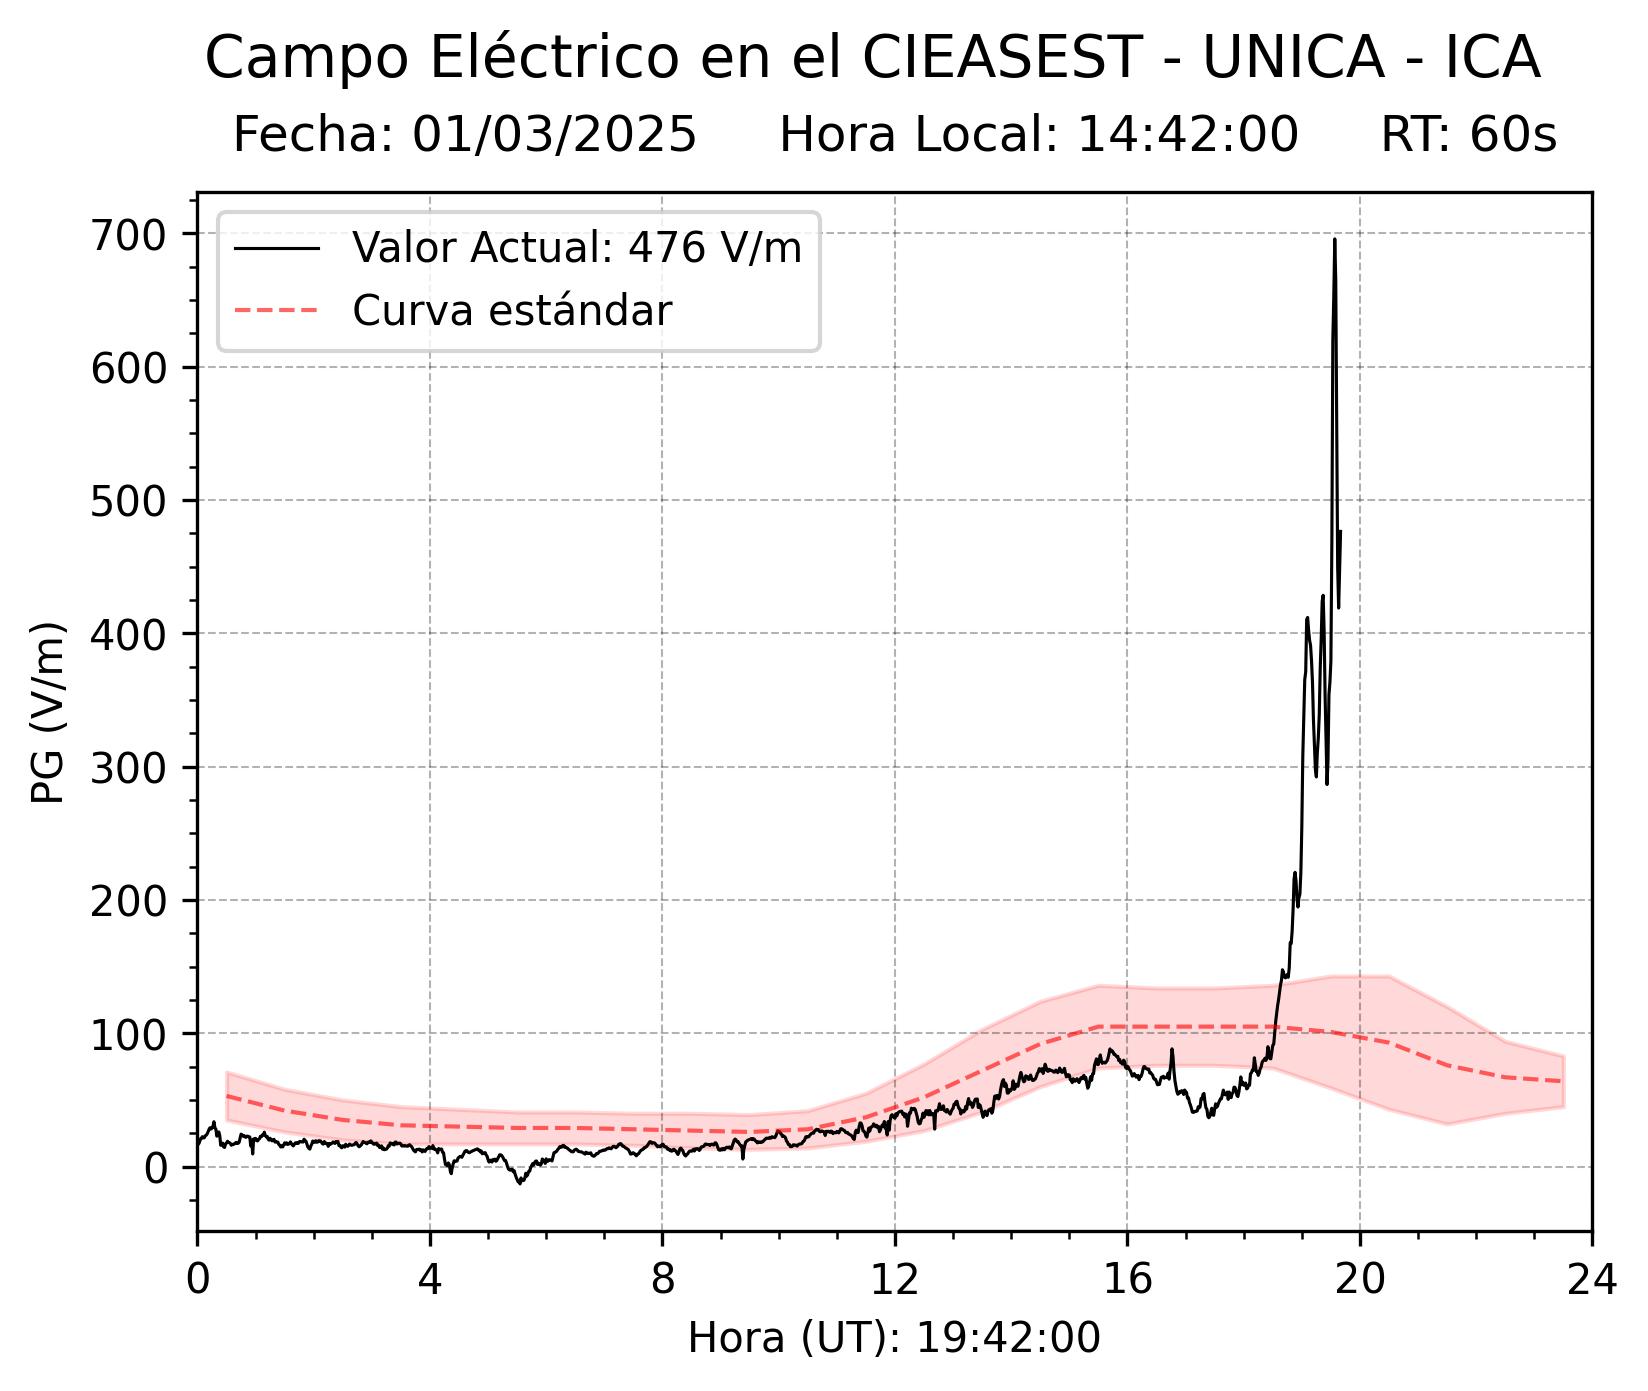 Campo Eléctrico en el CIEASEST - UNICA - ICA
Fecha: 01/03/2025 Hora Local: 14:42:00 RT: 60s
Valor Actual: 476 V/m
Curva estándar
700
600
500
400
300
200
100
0
PG (V/m)
0 4 8 12 16 20 24
Hora (UT): 19:42:00